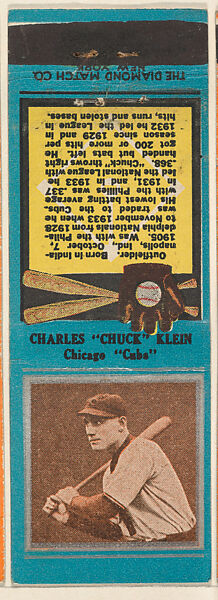 Outfielder. Born in India-
napolis, Ind., October 7,
1905. Was with the Phila-
delphia Nationals 1928
to November 1933 when he
was traded to the Cubs.
His lowest batting average
with the Phillies was .337
in 1931, and in 1933 he
led the National League with
.368. "Chuck" throws right
handed but bats left. He
got 200 or more hits per
season since 1929 and in
1932 he led the League in
hits, runs and stolen bases.
THE DIAMOND MATCH CO.
NEW YORK
CHARLES "CHUCK" KLEIN
Chicago "Cubs"